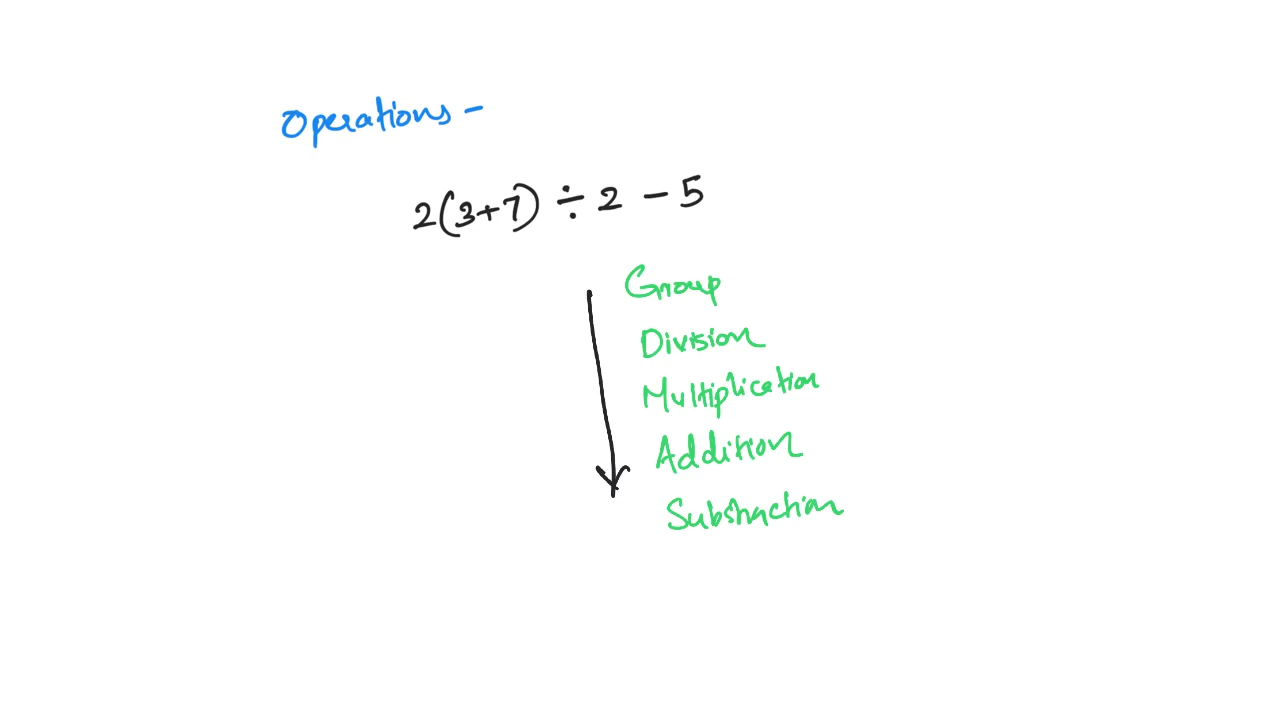 Operations -
2(3+7) ÷ 2 - 5
Group
Division
Multiplication
Addition
Substraction